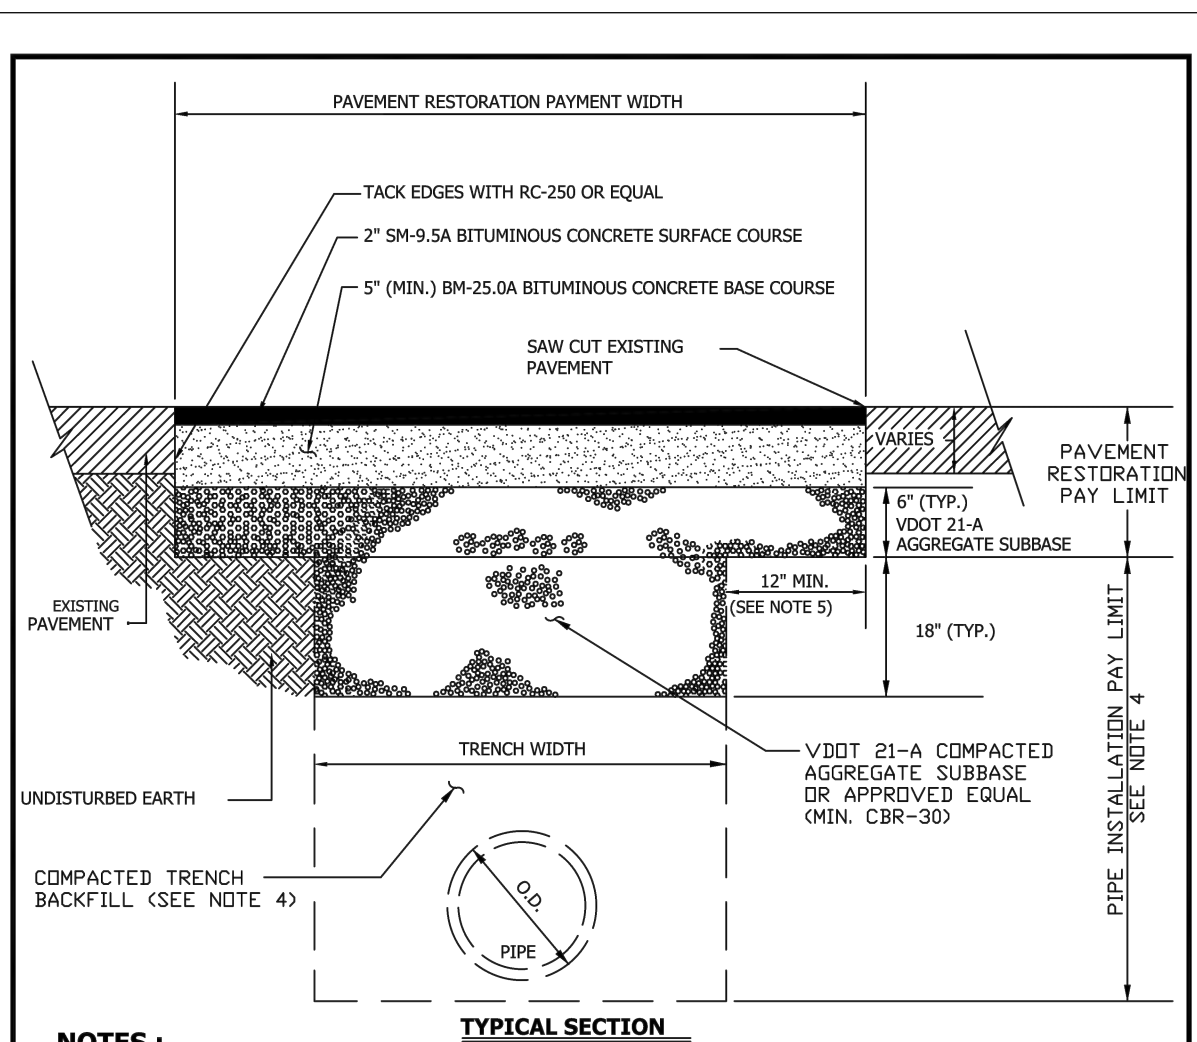 PAVEMENT RESTORATION PAYMENT WIDTH
TACK EDGES WITH RC-250 OR EQUAL
2" SM-9.5A BITUMINOUS CONCRETE SURFACE COURSE
5" (MIN.) BM-25.0A BITUMINOUS CONCRETE BASE COURSE
SAW CUT EXISTING
PAVEMENT
VARIES
PAVEMENT
RESTORATION
PAY LIMIT
6" (TYP.)
VDOT 21-A
AGGREGATE SUBBASE
12" MIN.
(SEE NOTE 5)
18" (TYP.)
EXISTING
PAVEMENT
PIPE INSTALLATION PAY LIMIT
SEE NOTE 4
TRENCH WIDTH
VDOT 21-A COMPACTED
AGGREGATE SUBBASE
OR APPROVED EQUAL
(MIN. CBR-30)
UNDISTURBED EARTH
COMPACTED TRENCH
BACKFILL (SEE NOTE 4)
O.D.
PIPE
TYPICAL SECTION
NOTES :